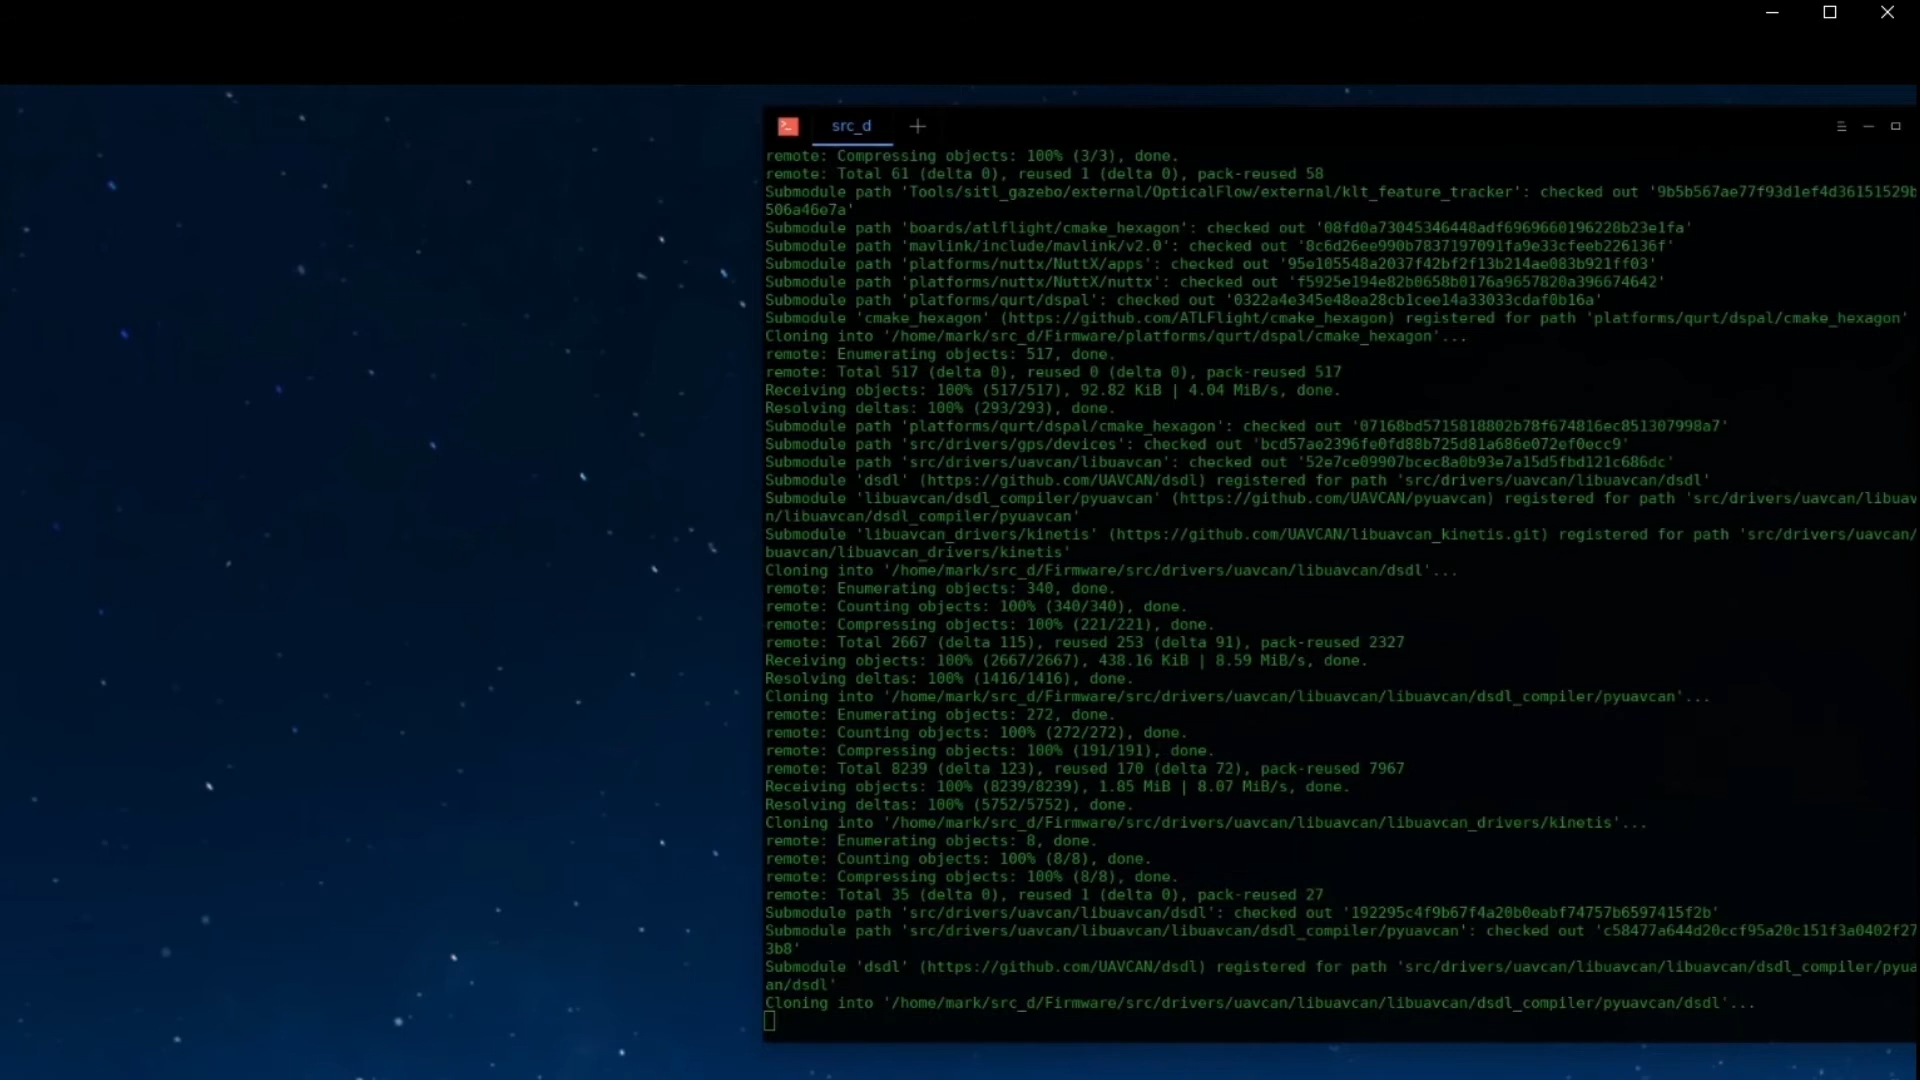 src_d
remote: Compressing objects: 100% (3/3), done.
remote: Total 61 (delta 0), reused 1 (delta 0), pack-reused 58
Submodule path 'Tools/sitl_gazebo/external/OpticalFlow/external/klt_feature_tracker': checked out '9b5b567ae77f93d1ef4d36151529b
506a46e7a'
Submodule path 'boards/atlflight/cmake_hexagon': checked out '08fd0a73045346448adf6969660196228b23e1fa'
Submodule path 'mavlink/include/mavlink/v2.0': checked out '8c6d26ee990b7837197091fa9e33cfeeb226136f'
Submodule path 'platforms/nuttx/NuttX/apps': checked out '95e105548a2037f42bf2f13b214ae083b921ff03'
Submodule path 'platforms/nuttx/NuttX/nuttx': checked out 'f5925e194e82b0658b0176a9657820a396674642'
Submodule path 'platforms/qurt/dspal': checked out '0322a4e345e48ea28cb1cee14a33033cdaf0b16a'
Submodule 'cmake_hexagon' (https://github.com/ATLFlight/cmake_hexagon) registered for path 'platforms/qurt/dspal/cmake_hexagon'
Cloning into '/home/mark/src_d/Firmware/platforms/qurt/dspal/cmake_hexagon'...
remote: Enumerating objects: 517, done.
remote: Total 517 (delta 0), reused 0 (delta 0), pack-reused 517
Receiving objects: 100% (517/517), 92.82 KiB | 4.04 MiB/s, done.
Resolving deltas: 100% (293/293), done.
Submodule path 'platforms/qurt/dspal/cmake_hexagon': checked out '07168bd5715818802b78f674816ec851307998a7'
Submodule path 'src/drivers/gps/devices': checked out 'bcd57ae2396fe0fd88b725d81a686e072ef0ecc9'
Submodule path 'src/drivers/uavcan/libuavcan': checked out '52e7ce09907bcec8a0b93e7a15d5fbd121c686dc'
Submodule 'dsdl' (https://github.com/UAVCAN/dsdl) registered for path 'src/drivers/uavcan/libuavcan/dsdl'
Submodule 'libuavcan/dsdl_compiler/pyuavcan' (https://github.com/UAVCAN/pyuavcan) registered for path 'src/drivers/uavcan/libuav
n/libuavcan/dsdl_compiler/pyuavcan'
Submodule 'libuavcan_drivers/kinetis' (https://github.com/UAVCAN/libuavcan_kinetis.git) registered for path 'src/drivers/uavcan/
buavcan/libuavcan_drivers/kinetis'
Cloning into '/home/mark/src_d/Firmware/src/drivers/uavcan/libuavcan/dsdl'...
remote: Enumerating objects: 340, done.
remote: Counting objects: 100% (340/340), done.
remote: Compressing objects: 100% (221/221), done.
remote: Total 2667 (delta 115), reused 253 (delta 91), pack-reused 2327
Receiving objects: 100% (2667/2667), 438.16 KiB | 8.59 MiB/s, done.
Resolving deltas: 100% (1416/1416), done.
Cloning into '/home/mark/src_d/Firmware/src/drivers/uavcan/libuavcan/libuavcan/dsdl_compiler/pyuavcan'...
remote: Enumerating objects: 272, done.
remote: Counting objects: 100% (272/272), done.
remote: Compressing objects: 100% (191/191), done.
remote: Total 8239 (delta 123), reused 170 (delta 72), pack-reused 7967
Receiving objects: 100% (8239/8239), 1.85 MiB | 8.07 MiB/s, done.
Resolving deltas: 100% (5752/5752), done.
Cloning into '/home/mark/src_d/Firmware/src/drivers/uavcan/libuavcan/libuavcan_drivers/kinetis'...
remote: Enumerating objects: 8, done.
remote: Counting objects: 100% (8/8), done.
remote: Compressing objects: 100% (8/8), done.
remote: Total 35 (delta 0), reused 1 (delta 0), pack-reused 27
Submodule path 'src/drivers/uavcan/libuavcan/dsdl': checked out '192295c4f9b67f4a20b0eabf74757b6597415f2b'
Submodule path 'src/drivers/uavcan/libuavcan/libuavcan/dsdl_compiler/pyuavcan': checked out 'c58477a644d20ccf95a20c151f3a0402f27
3b8'
Submodule 'dsdl' (https://github.com/UAVCAN/dsdl) registered for path 'src/drivers/uavcan/libuavcan/libuavcan/dsdl_compiler/pyua
an/dsdl'
Cloning into '/home/mark/src_d/Firmware/src/drivers/uavcan/libuavcan/libuavcan/dsdl_compiler/pyuavcan/dsdl'...